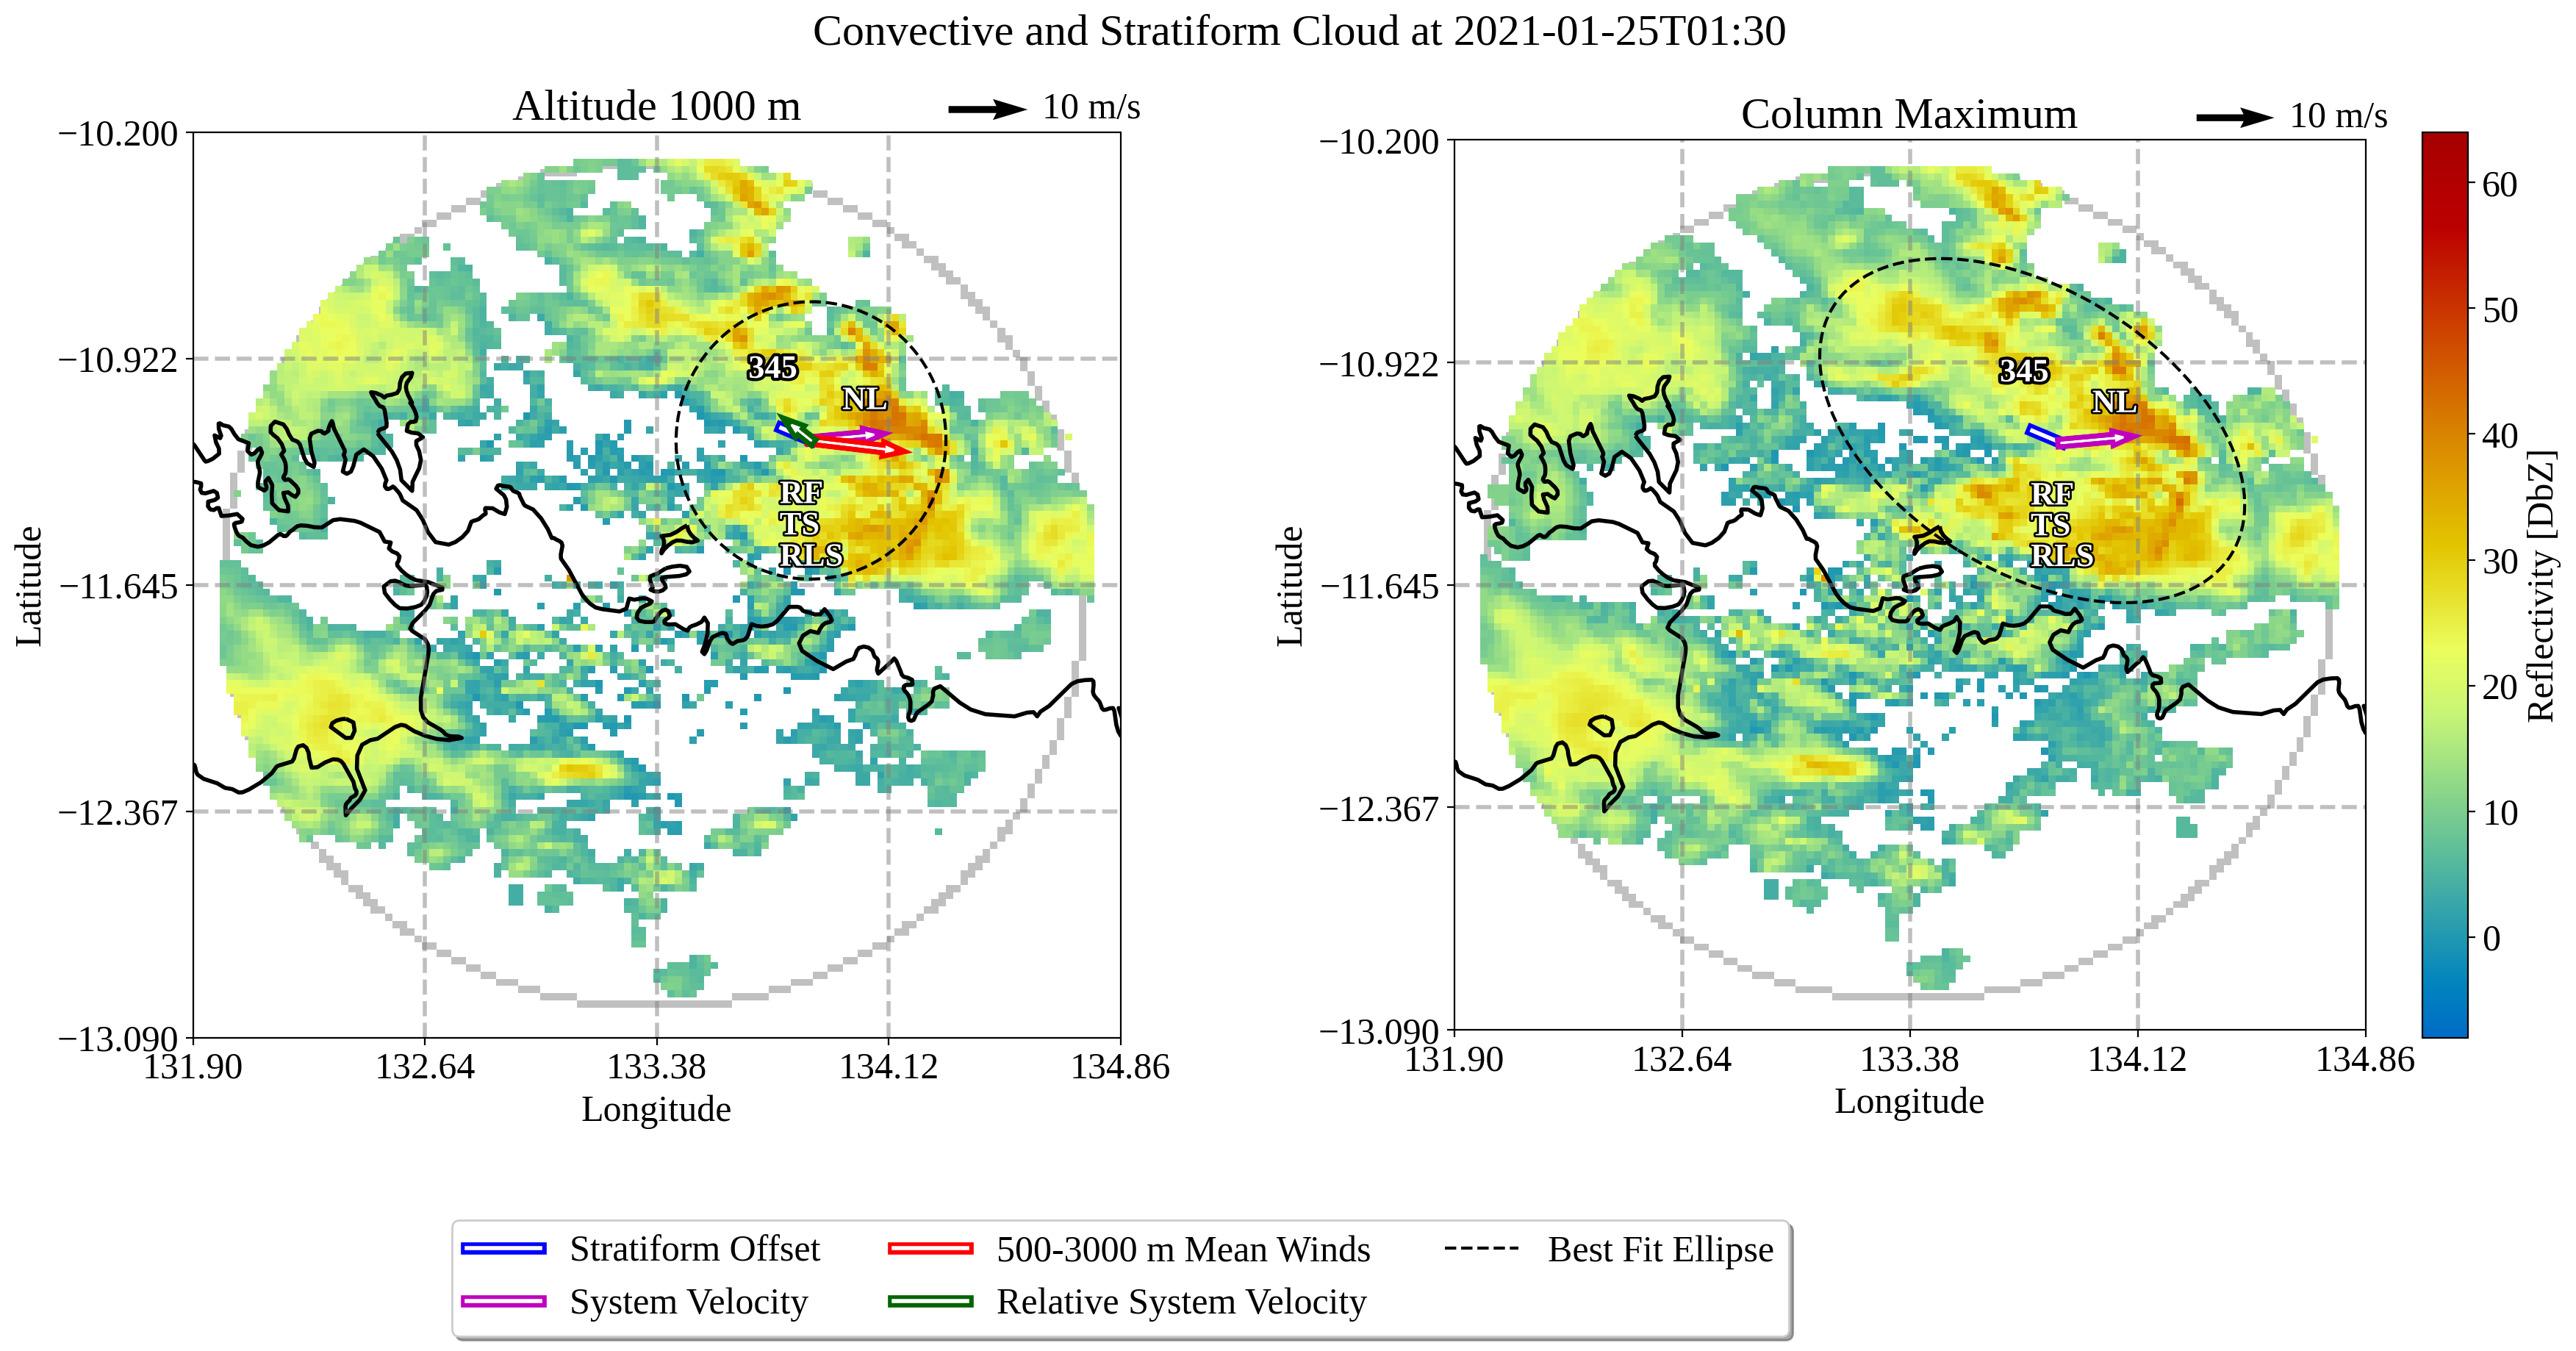 Convective and Stratiform Cloud at 2021-01-25T01:30
Altitude 1000 m
10 m/s
−10.200
−10.922
−11.645
−12.367
−13.090
Latitude
131.90
132.64
133.38
134.12
134.86
Longitude
345
NL
RF
TS
RLS
Column Maximum
10 m/s
−10.200
−10.922
−11.645
−12.367
−13.090
Latitude
131.90
132.64
133.38
134.12
134.86
Longitude
345
NL
RF
TS
RLS
60
50
40
30
20
10
0
Reflectivity [DbZ]
Stratiform Offset
System Velocity
500-3000 m Mean Winds
Relative System Velocity
Best Fit Ellipse